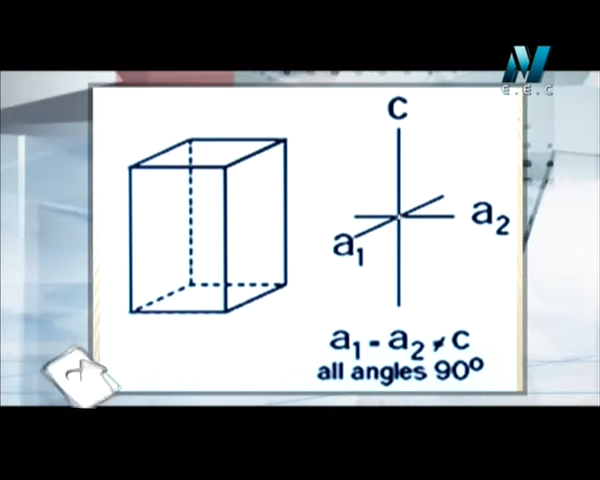 E.E.C
c
a₂
a₁
a₁ = a₂ ≠ c
all angles 90°